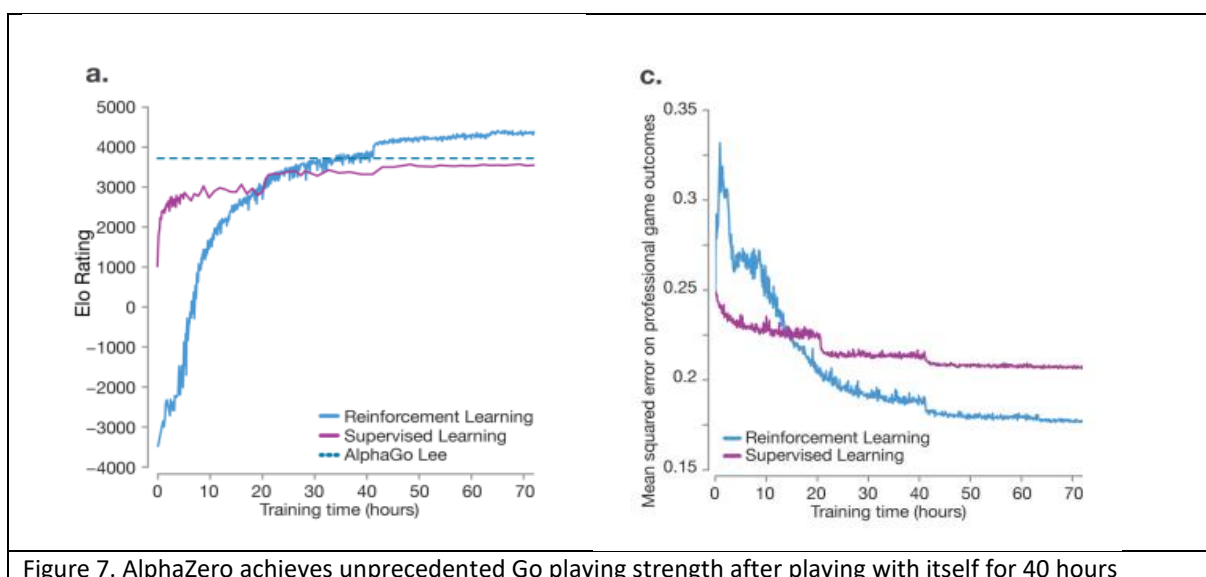 a.
5000
4000
3000
2000
1000
0
−1000
−2000
−3000
−4000
Elo Rating
0 10 20 30 40 50 60 70
Training time (hours)
Reinforcement Learning
Supervised Learning
AlphaGo Lee
c.
0.35
0.3
0.25
0.2
0.15
Mean squared error on professional game outcomes
0 10 20 30 40 50 60 70
Training time (hours)
Reinforcement Learning
Supervised Learning
Figure 7. AlphaZero achieves unprecedented Go playing strength after playing with itself for 40 hours